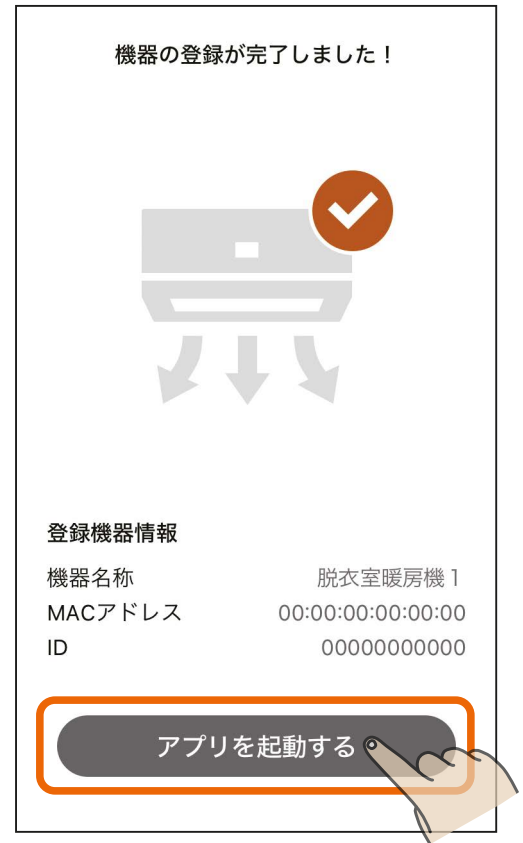 機器の登録が完了しました！
登録機器情報
機器名称 脱衣室暖房機1
MACアドレス 00:00:00:00:00:00
ID 00000000000
アプリを起動する